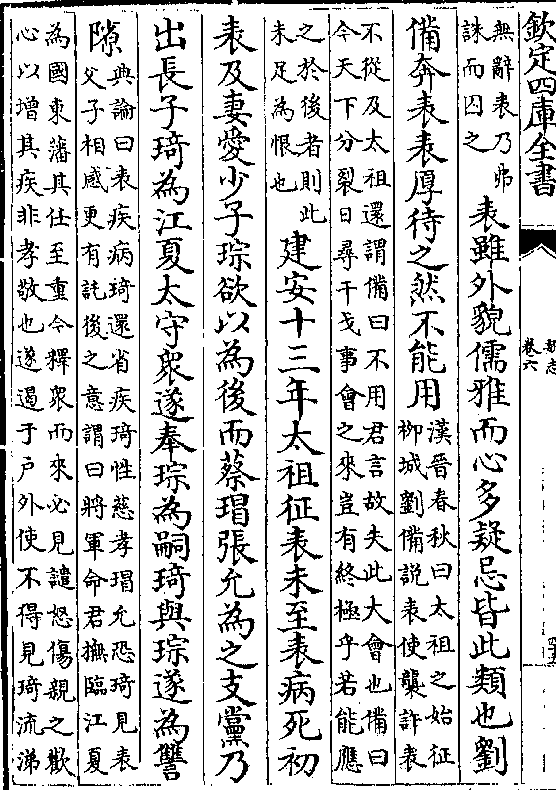 欽定四庫全書
卷六
無辭表乃弗
誅而囚之
表雖外貌儒雅而心多疑忌皆此類也劉
備奔表表厚待之然不能用
漢晉春秋曰太祖之始征
柳城劉備説表使襲許表
不從及太祖還謂備曰不用君言故失此大會也備曰
今天下分裂日尋干戈事會之來豈有終極乎若能應
之於後者則此
未足為恨也
建安十三年太祖征表未至表病死初
表及妻愛少子琮欲以為後而蔡瑁張允為之支黨乃
出長子琦為江夏太守衆遂奉琮為嗣琦與琮遂為讐
隙
典論曰表疾病琦還省疾琦性慈孝瑁允恐琦見表
父子相感更有託後之意謂曰將軍命君撫臨江夏
為國東藩其任至重今釋衆而來必見譴怒傷親之歡
心以增其疾非孝敬也遂遏于户外使不得見琦流涕